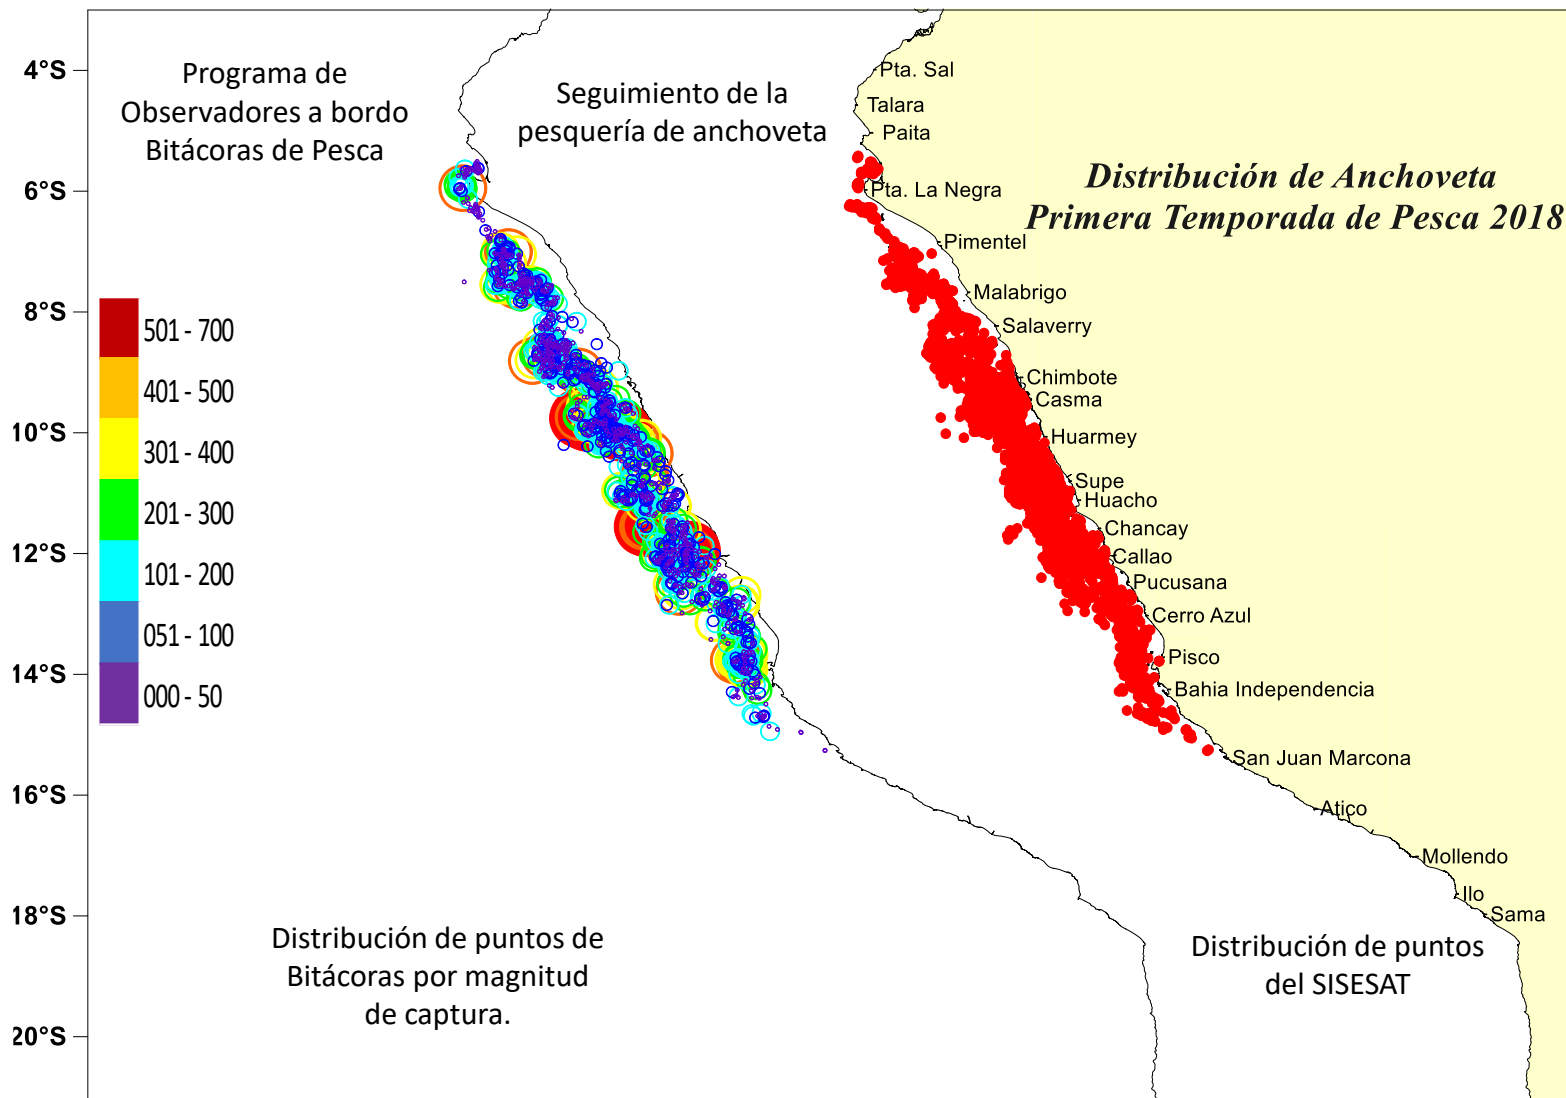 4°S
6°S
8°S
10°S
12°S
14°S
16°S
18°S
20°S
Programa de
Observadores a bordo
Bitácoras de Pesca
Seguimiento de la
pesquería de anchoveta
Distribución de Anchoveta
Primera Temporada de Pesca 2018
501 - 700
401 - 500
301 - 400
201 - 300
101 - 200
051 - 100
000 - 50
Pta. Sal
Talara
Paita
Pta. La Negra
Pimentel
Malabrigo
Salaverry
Chimbote
Casma
Huarmey
Supe
Huacho
Chancay
Callao
Pucusana
Cerro Azul
Pisco
Bahia Independencia
San Juan Marcona
Atico
Mollendo
Ilo
Sama
Distribución de puntos de
Bitácoras por magnitud
de captura.
Distribución de puntos
del SISESAT